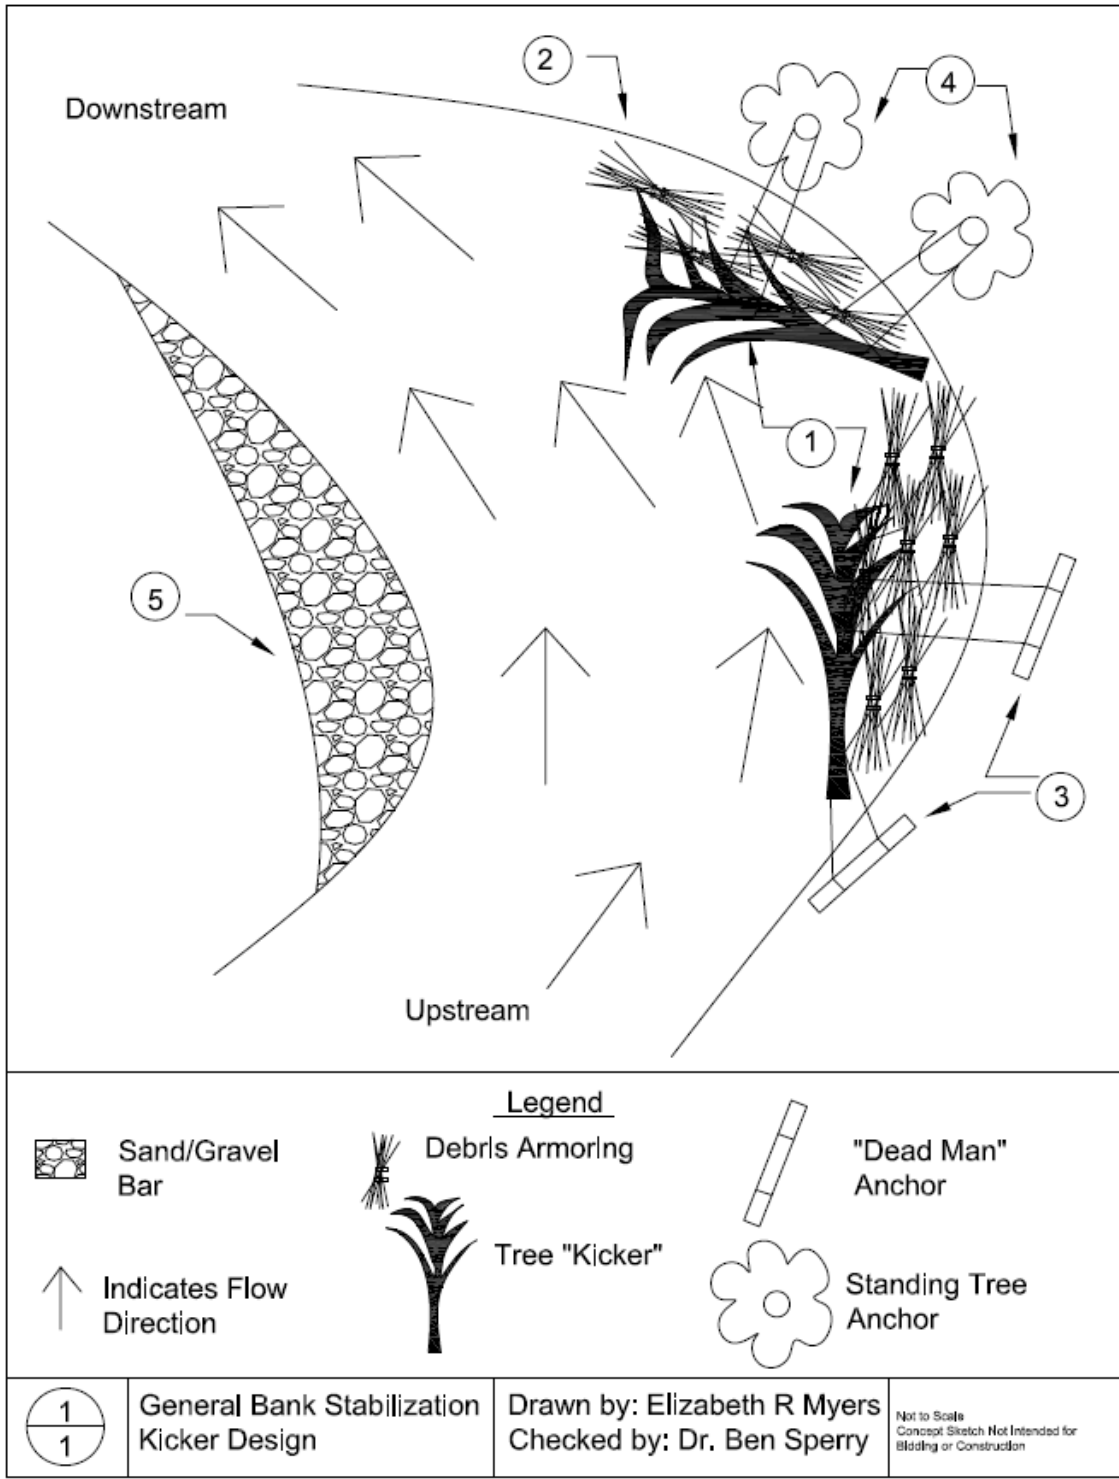 Downstream
2
4
1
5
3
Upstream
Legend
Sand/Gravel
Bar
Debris Armoring
"Dead Man"
Anchor
Indicates Flow
Direction
Tree "Kicker"
Standing Tree
Anchor
1
1
General Bank Stabilization
Kicker Design
Drawn by: Elizabeth R Myers
Checked by: Dr. Ben Sperry
Not to Scale
Concept Sketch Not Intended for
Bidding or Construction